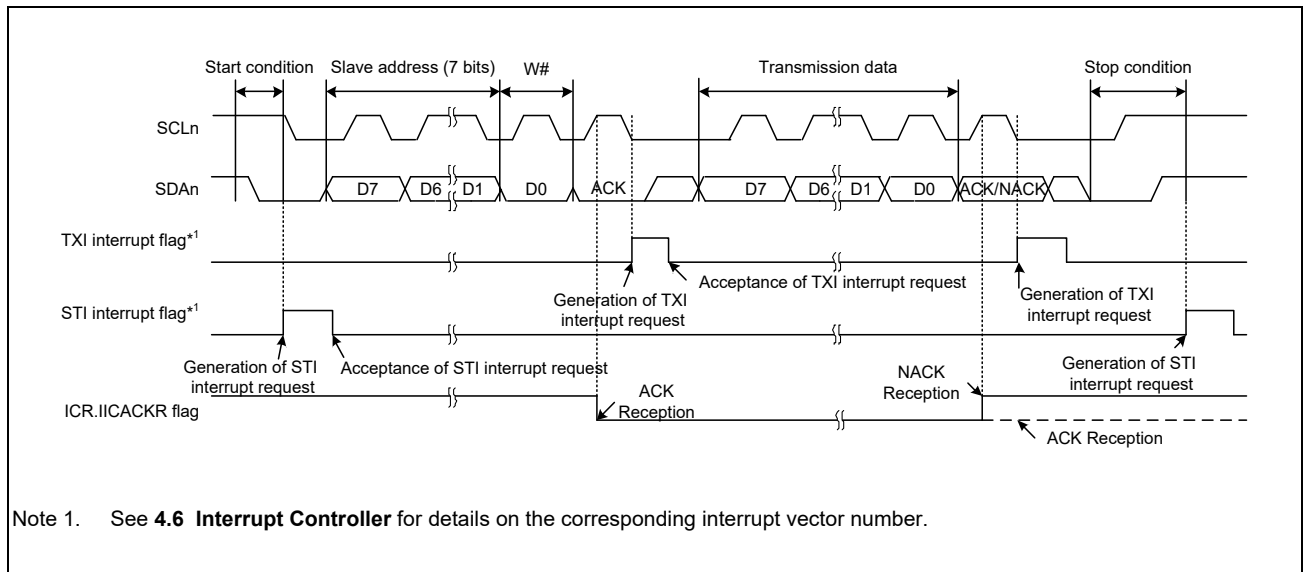 Start condition
Slave address (7 bits)
W#
Transmission data
Stop condition
SCLn
SDAn
D7
D6
D1
D0
ACK
D7
D6
D1
D0
ACK/NACK
TXI interrupt flag*1
Generation of TXI
interrupt request
Acceptance of TXI interrupt request
Generation of TXI
interrupt request
STI interrupt flag*1
Generation of STI
interrupt request
Acceptance of STI interrupt request
Generation of STI
interrupt request
ICR.IICACKR flag
ACK
Reception
NACK
Reception
ACK Reception
Note 1. See 4.6 Interrupt Controller for details on the corresponding interrupt vector number.